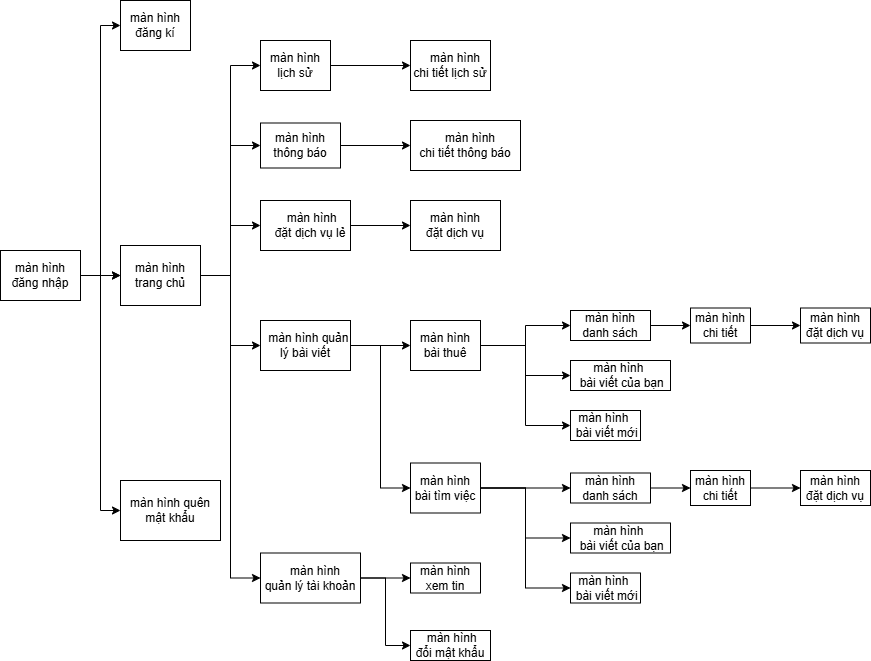 màn hình
đăng kí
màn hình
lịch sử
màn hình
chi tiết lịch sử
màn hình
thông báo
màn hình
chi tiết thông báo
màn hình
đặt dịch vụ lẻ
màn hình
đặt dịch vụ
màn hình
đăng nhập
màn hình
trang chủ
màn hình quản
lý bài viết
màn hình
bài thuê
màn hình
danh sách
màn hình
chi tiết
màn hình
đặt dịch vụ
màn hình
bài viết của bạn
màn hình
bài viết mới
màn hình
bài tìm việc
màn hình
danh sách
màn hình
chi tiết
màn hình
đặt dịch vụ
màn hình
bài viết của bạn
màn hình
bài viết mới
màn hình quên
mật khẩu
màn hình
quản lý tài khoản
màn hình
xem tin
màn hình
đổi mật khẩu